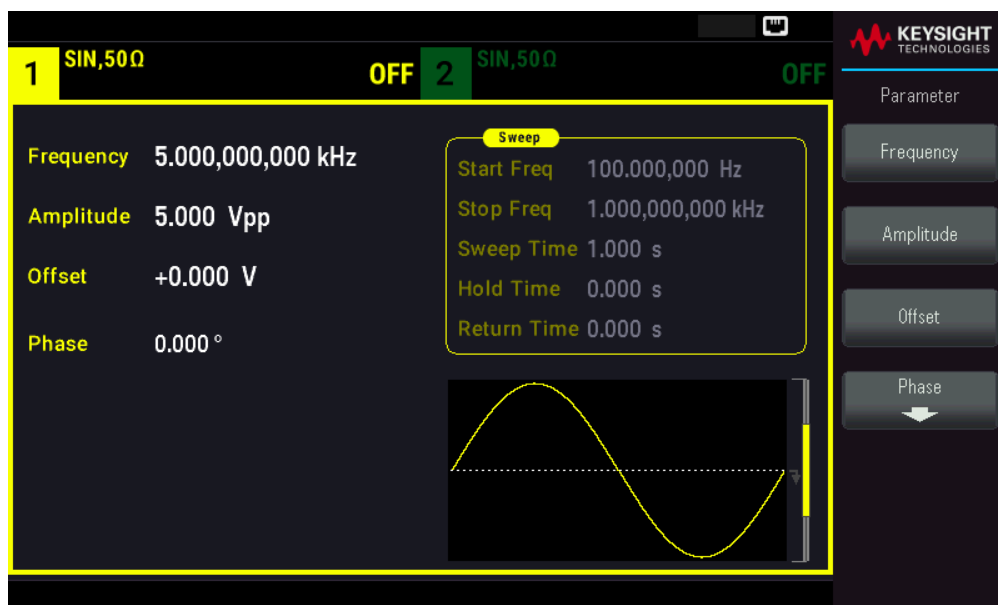 KEYSIGHT
TECHNOLOGIES
1 SIN,50Ω OFF 2 SIN,50Ω OFF
Parameter
Frequency 5.000,000,000 kHz
Amplitude 5.000 Vpp
Offset +0.000 V
Phase 0.000 °
Sweep
Start Freq 100.000,000 Hz
Stop Freq 1.000,000,000 kHz
Sweep Time 1.000 s
Hold Time 0.000 s
Return Time 0.000 s
Frequency
Amplitude
Offset
Phase